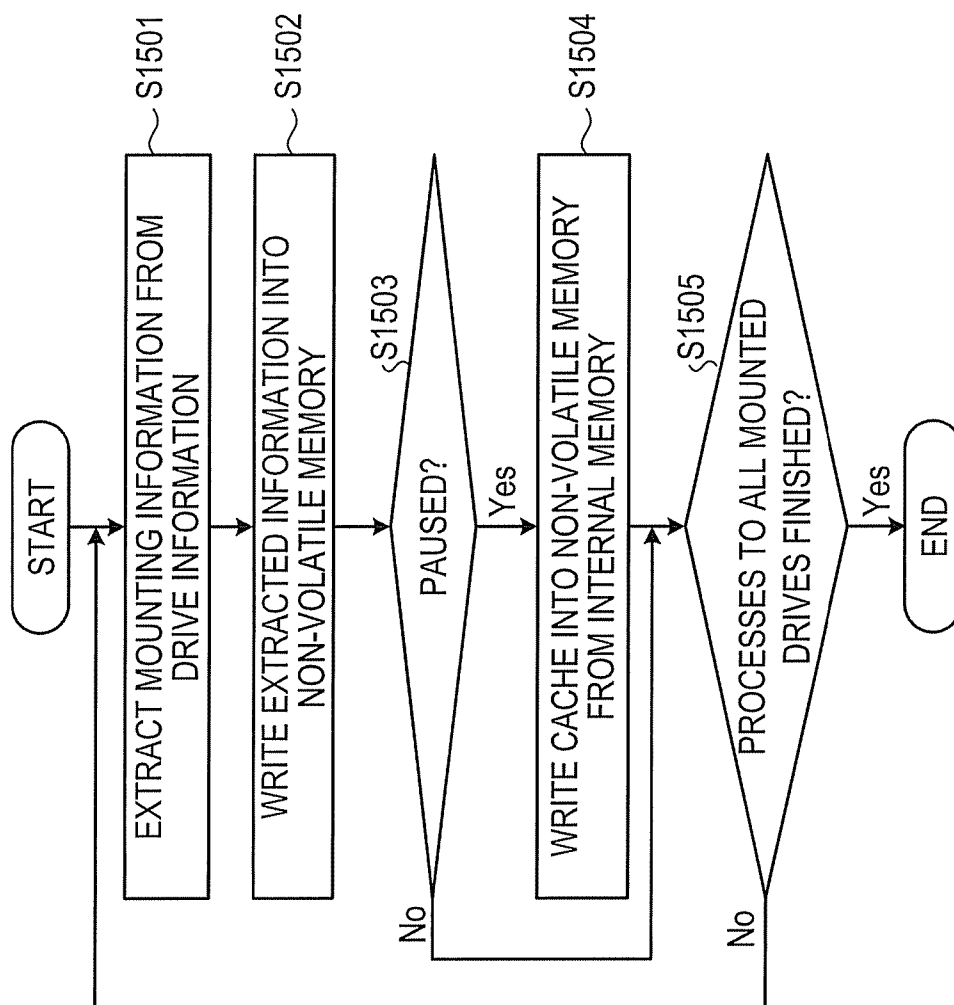 START
EXTRACT MOUNTING INFORMATION FROM
DRIVE INFORMATION
S1501
WRITE EXTRACTED INFORMATION INTO
NON-VOLATILE MEMORY
S1502
PAUSED?
S1503
No
Yes
WRITE CACHE INTO NON-VOLATILE MEMORY
FROM INTERNAL MEMORY
S1504
PROCESSES TO ALL MOUNTED
DRIVES FINISHED?
S1505
No
Yes
END